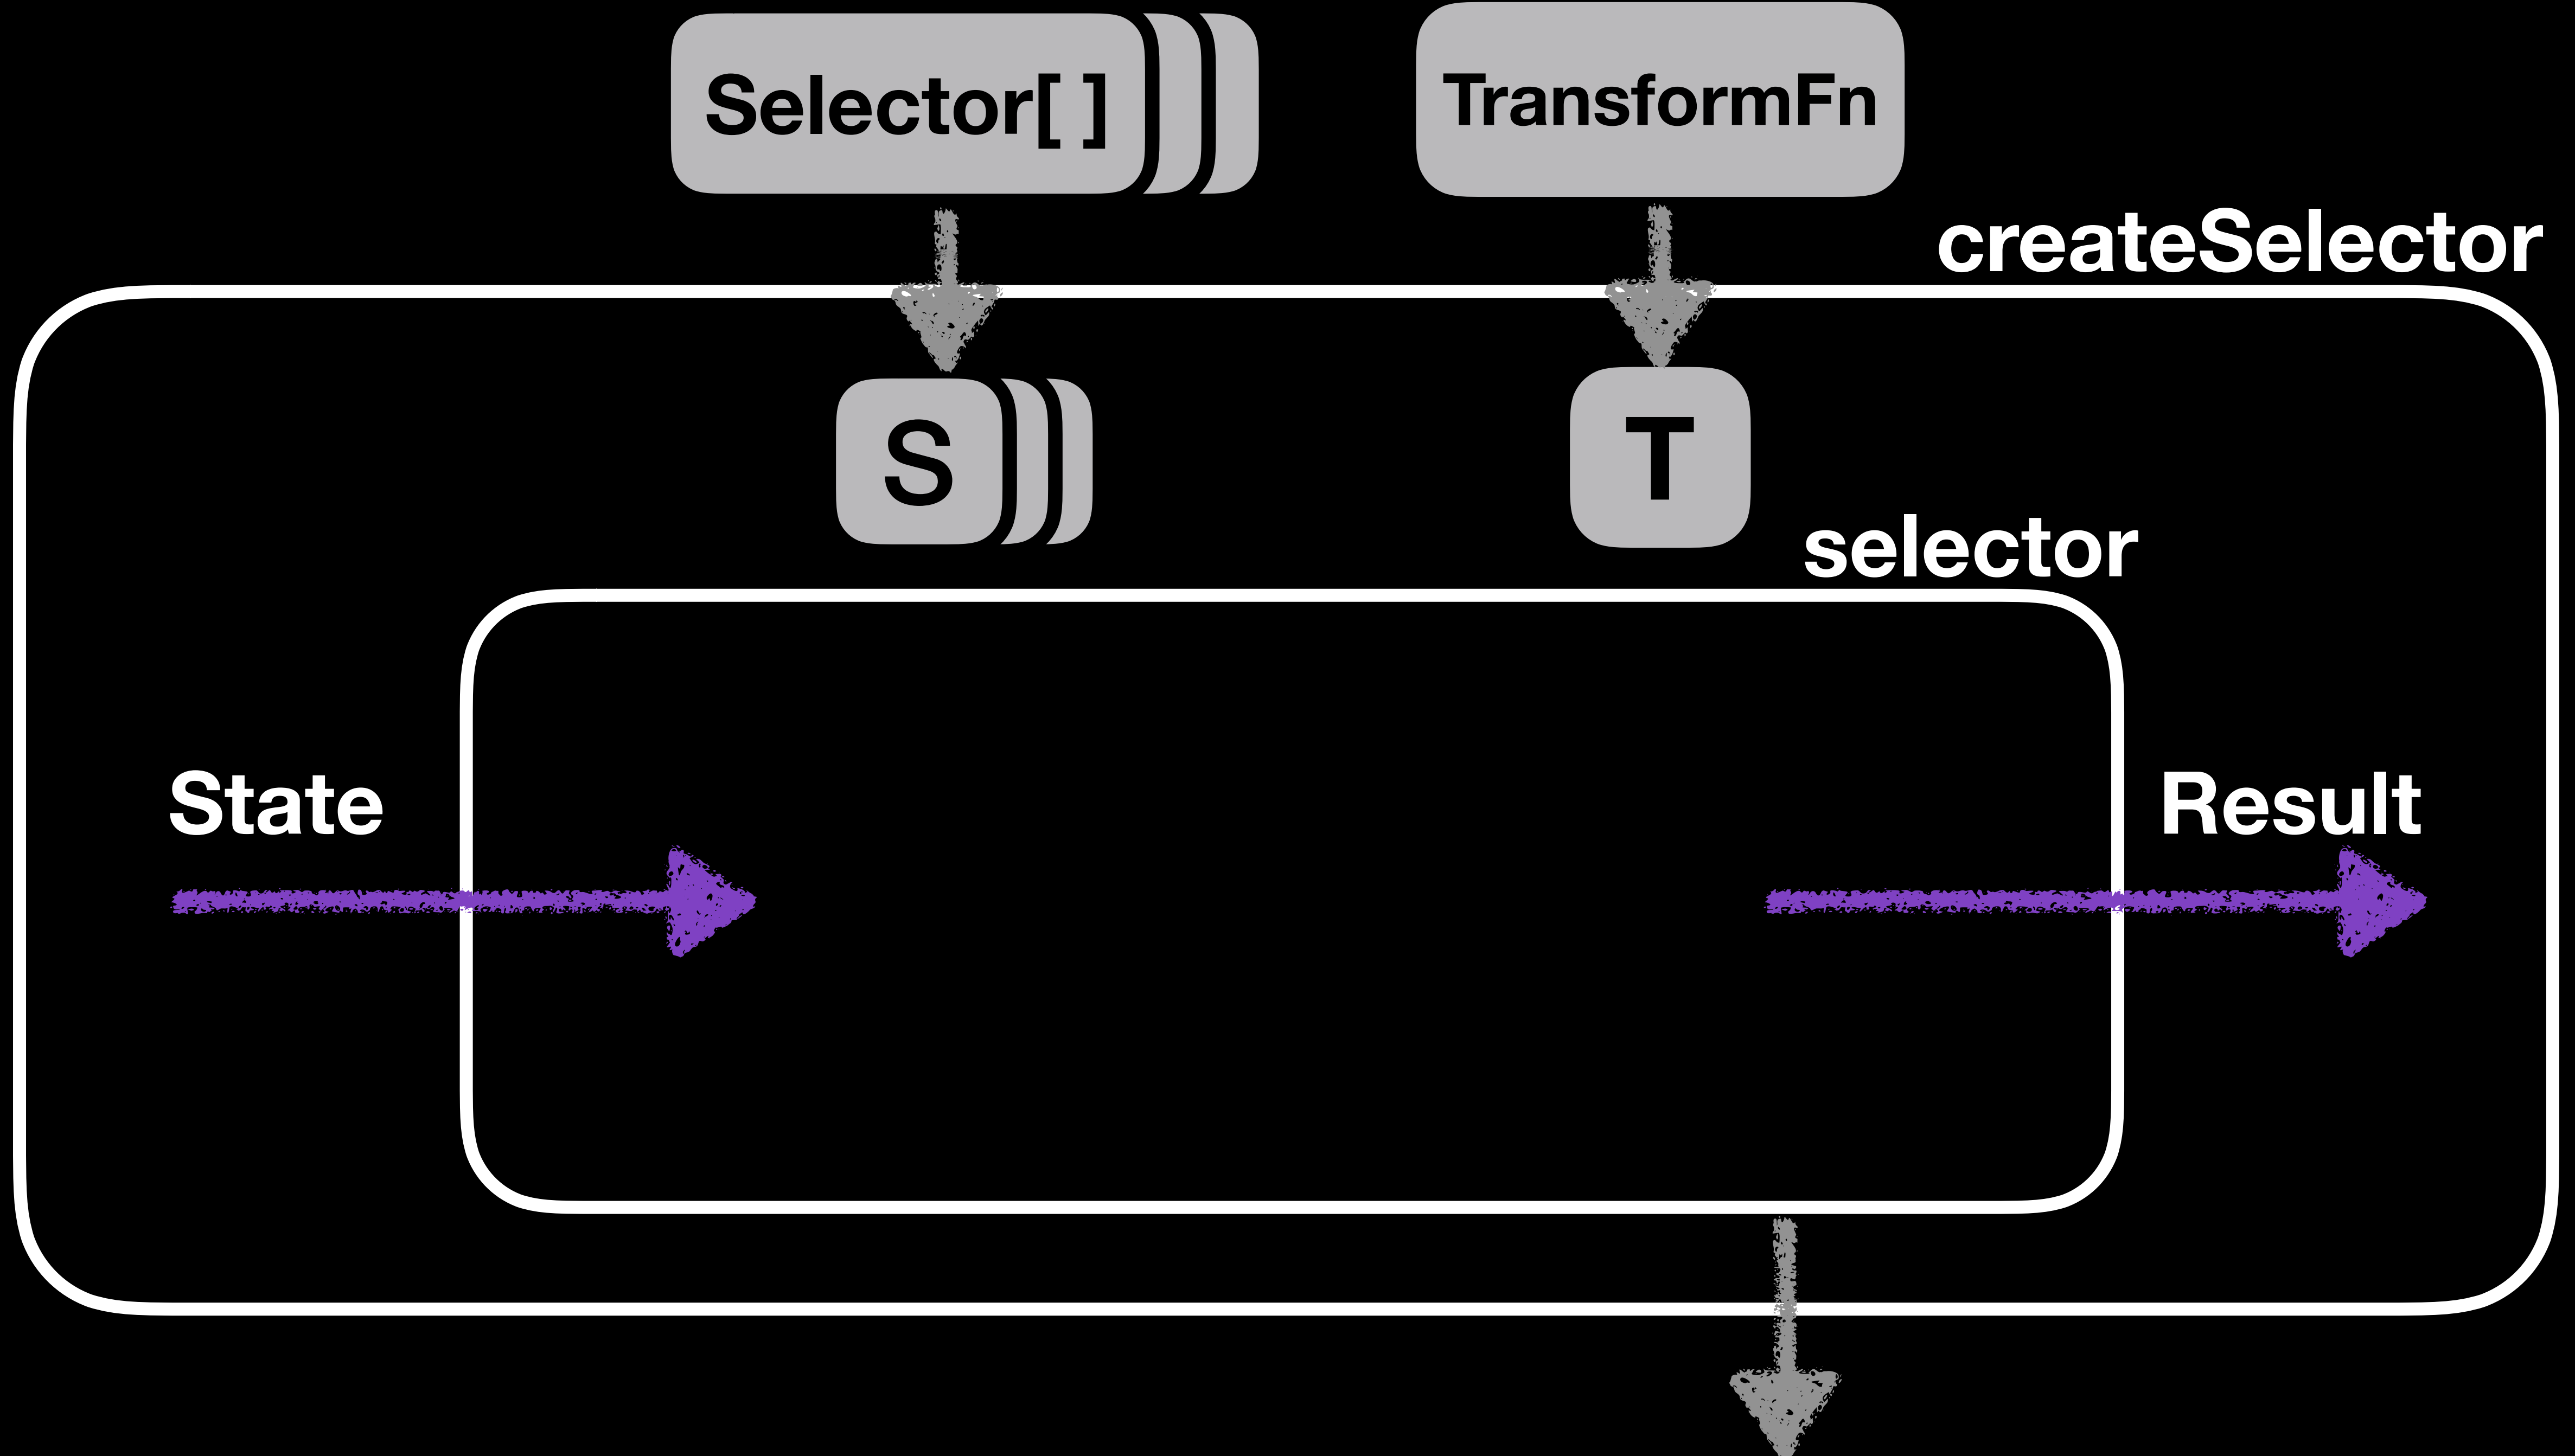 Selector[ ]
TransformFn
createSelector
S
T
selector
State
Result